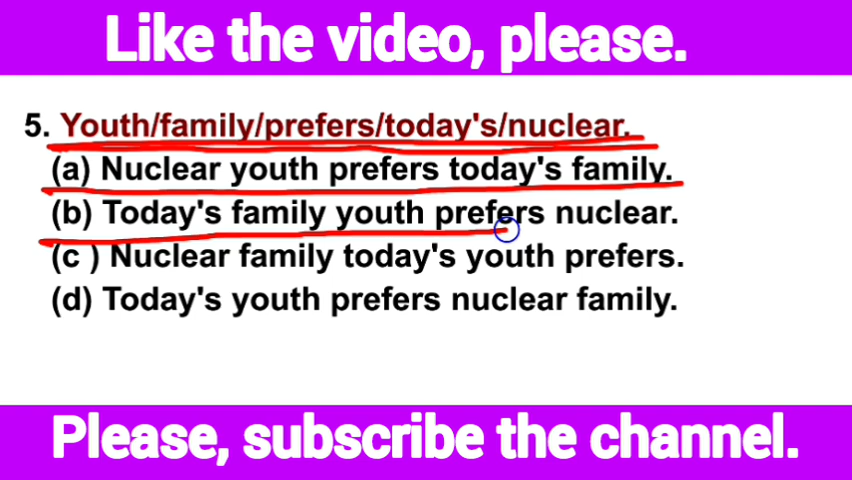 Like the video, please.
5. Youth/family/prefers/today's/nuclear.
(a) Nuclear youth prefers today's family.
(b) Today's family youth prefers nuclear.
(c ) Nuclear family today's youth prefers.
(d) Today's youth prefers nuclear family.
Please, subscribe the channel.